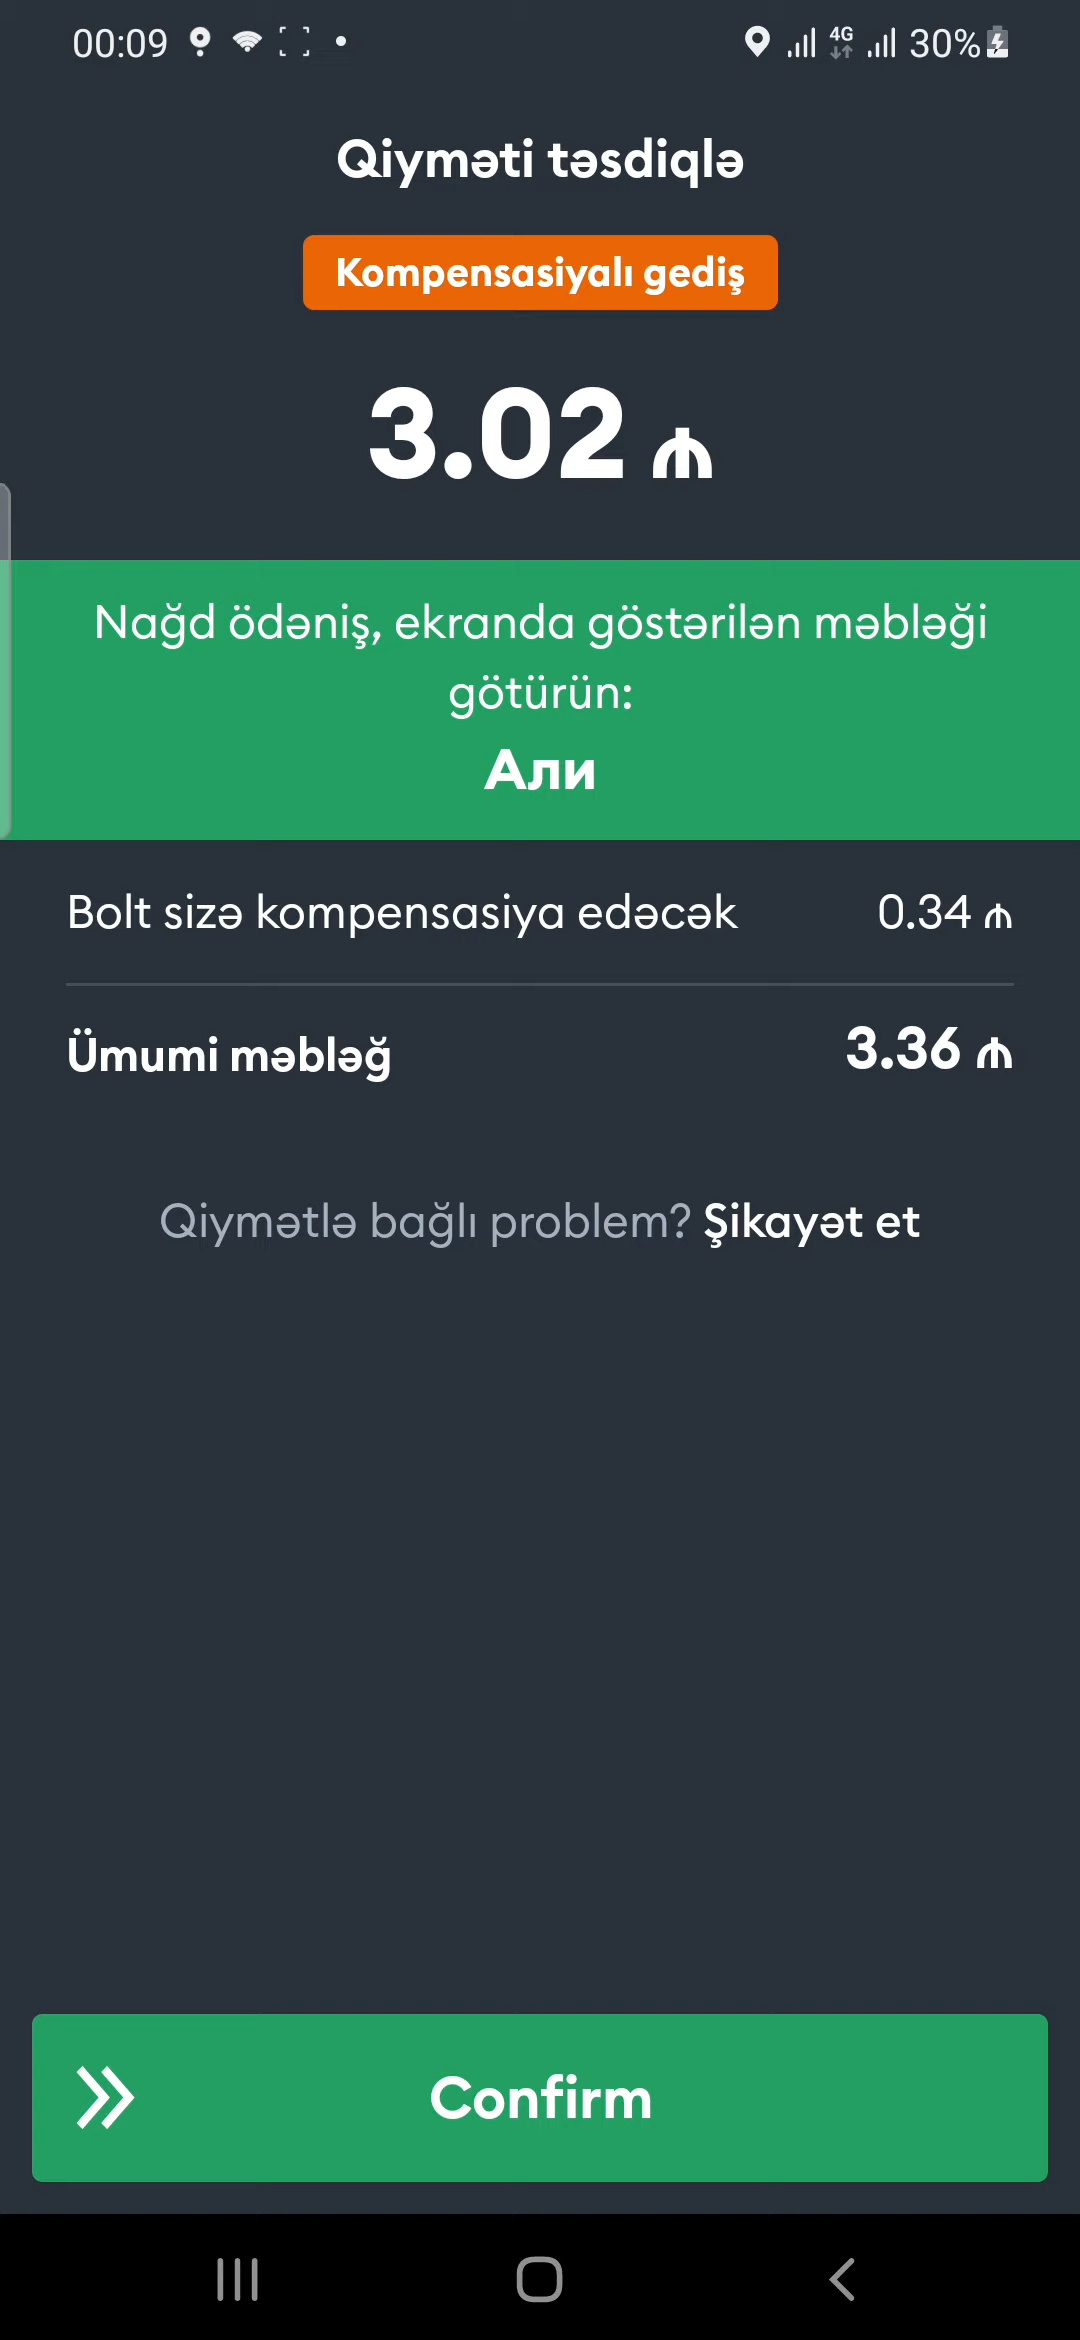 00:09
4G
30%
Qiyməti təsdiqlə
Kompensasiyalı gediş
3.02 ₼
Nağd ödəniş, ekranda göstərilən məbləği
götürün:
Али
Bolt sizə kompensasiya edəcək 0.34 ₼
Ümumi məbləğ 3.36 ₼
Qiymətlə bağlı problem? Şikayət et
Confirm